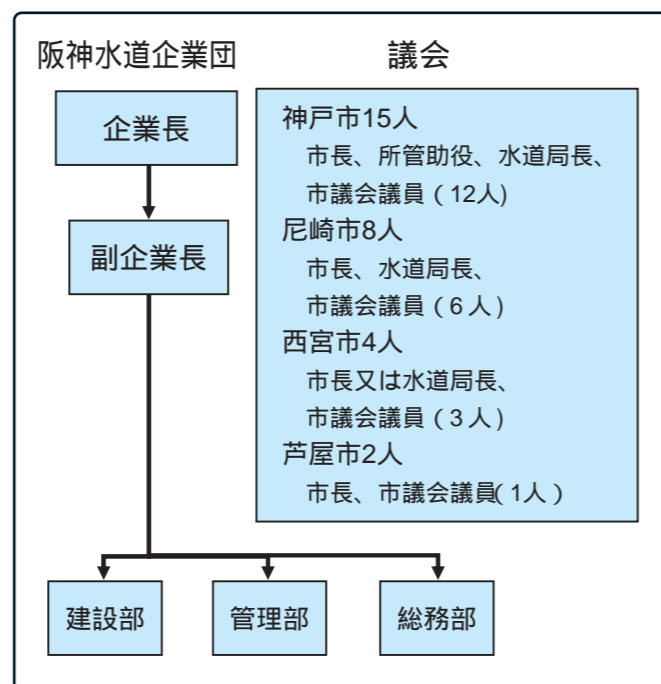 阪神水道企業団
議会
企業長
副企業長
神戸市15人
市長、所管助役、水道局長、
市議会議員（12人)
尼崎市8人
市長、水道局長、
市議会議員（6人)
西宮市4人
市長又は水道局長、
市議会議員（3人)
芦屋市2人
市長、市議会議員(1人）
建設部
管理部
総務部